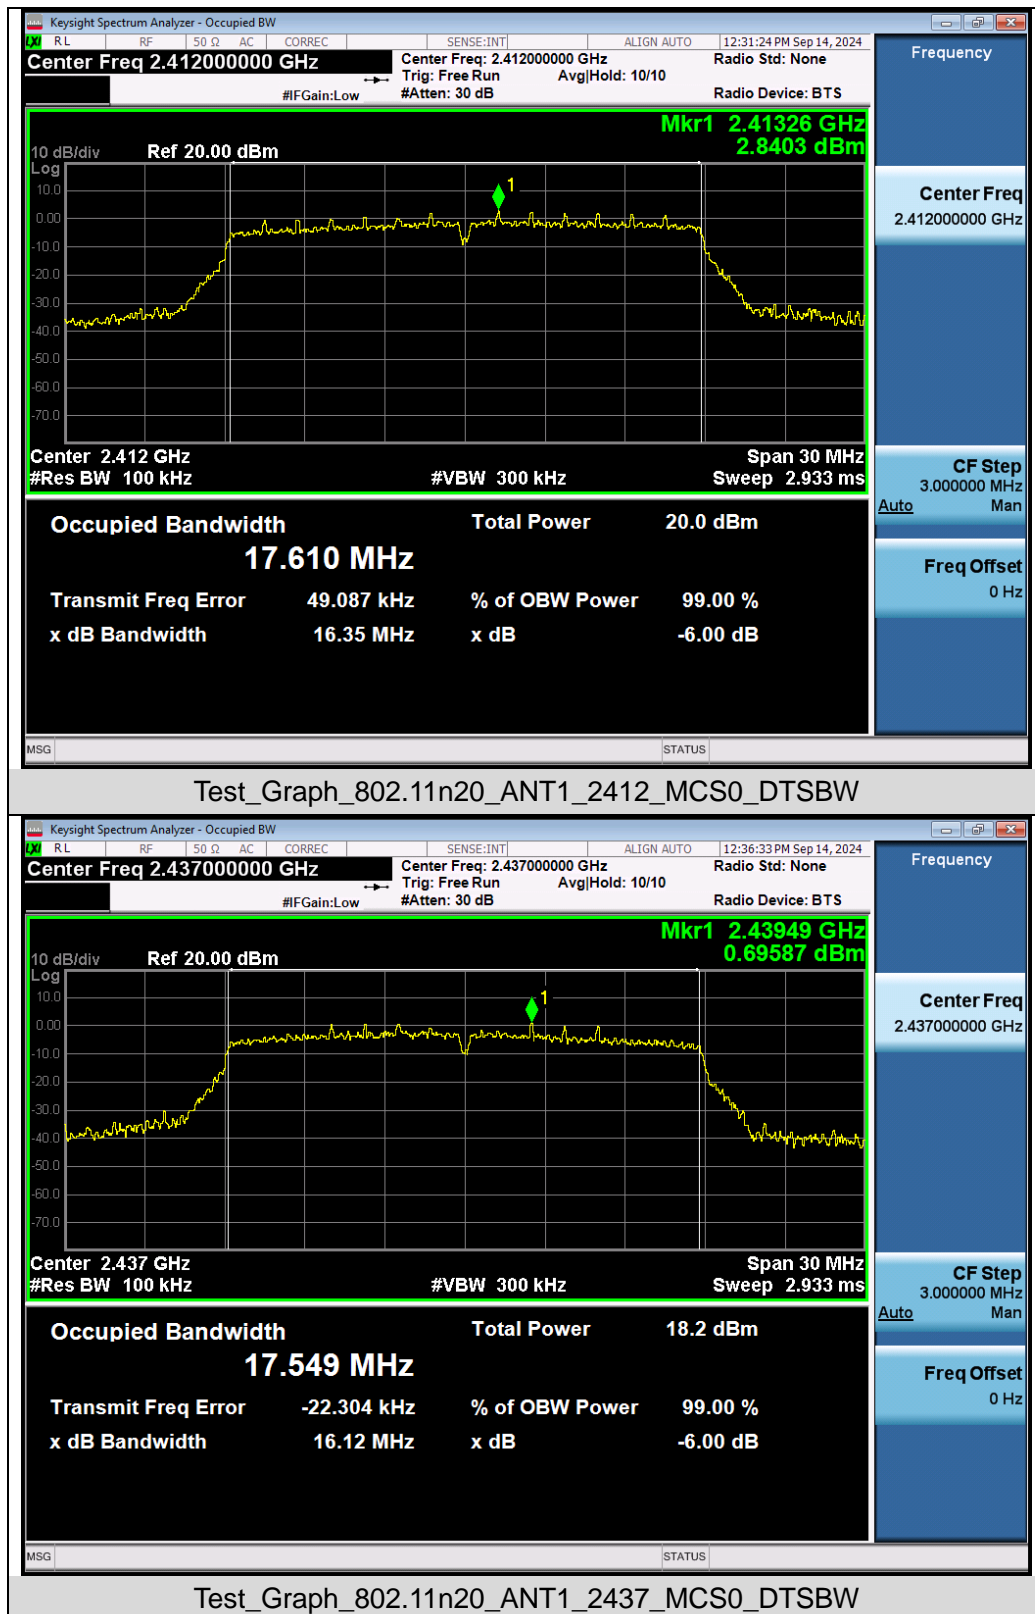 Keysight Spectrum Analyzer - Occupied BW
LXI RL RF 50 Ω AC CORREC SENSE:INT ALIGN AUTO 12:31:24 PM Sep 14, 2024
Center Freq 2.412000000 GHz
Center Freq: 2.412000000 GHz
Radio Std: None
Trig: Free Run Avg|Hold: 10/10
#IFGain:Low
#Atten: 30 dB
Radio Device: BTS
Frequency
Mkr1 2.41326 GHz
2.8403 dBm
10 dB/div Ref 20.00 dBm
Log
10.0
0.00
-10.0
-20.0
-30.0
-40.0
-50.0
-60.0
-70.0
1
Center 2.412 GHz
Span 30 MHz
#Res BW 100 kHz
#VBW 300 kHz
Sweep 2.933 ms
Center Freq
2.412000000 GHz
CF Step
3.000000 MHz
Auto Man
Freq Offset
0 Hz
Occupied Bandwidth
Total Power 20.0 dBm
17.610 MHz
Transmit Freq Error 49.087 kHz % of OBW Power 99.00 %
x dB Bandwidth 16.35 MHz x dB -6.00 dB
MSG STATUS
Test_Graph_802.11n20_ANT1_2412_MCS0_DTSBW
Keysight Spectrum Analyzer - Occupied BW
LXI RL RF 50 Ω AC CORREC SENSE:INT ALIGN AUTO 12:36:33 PM Sep 14, 2024
Center Freq 2.437000000 GHz
Center Freq: 2.437000000 GHz
Radio Std: None
Trig: Free Run Avg|Hold: 10/10
#IFGain:Low
#Atten: 30 dB
Radio Device: BTS
Frequency
Mkr1 2.43949 GHz
0.69587 dBm
10 dB/div Ref 20.00 dBm
Log
10.0
0.00
-10.0
-20.0
-30.0
-40.0
-50.0
-60.0
-70.0
1
Center 2.437 GHz
Span 30 MHz
#Res BW 100 kHz
#VBW 300 kHz
Sweep 2.933 ms
Center Freq
2.437000000 GHz
CF Step
3.000000 MHz
Auto Man
Freq Offset
0 Hz
Occupied Bandwidth
Total Power 18.2 dBm
17.549 MHz
Transmit Freq Error -22.304 kHz % of OBW Power 99.00 %
x dB Bandwidth 16.12 MHz x dB -6.00 dB
MSG STATUS
Test_Graph_802.11n20_ANT1_2437_MCS0_DTSBW